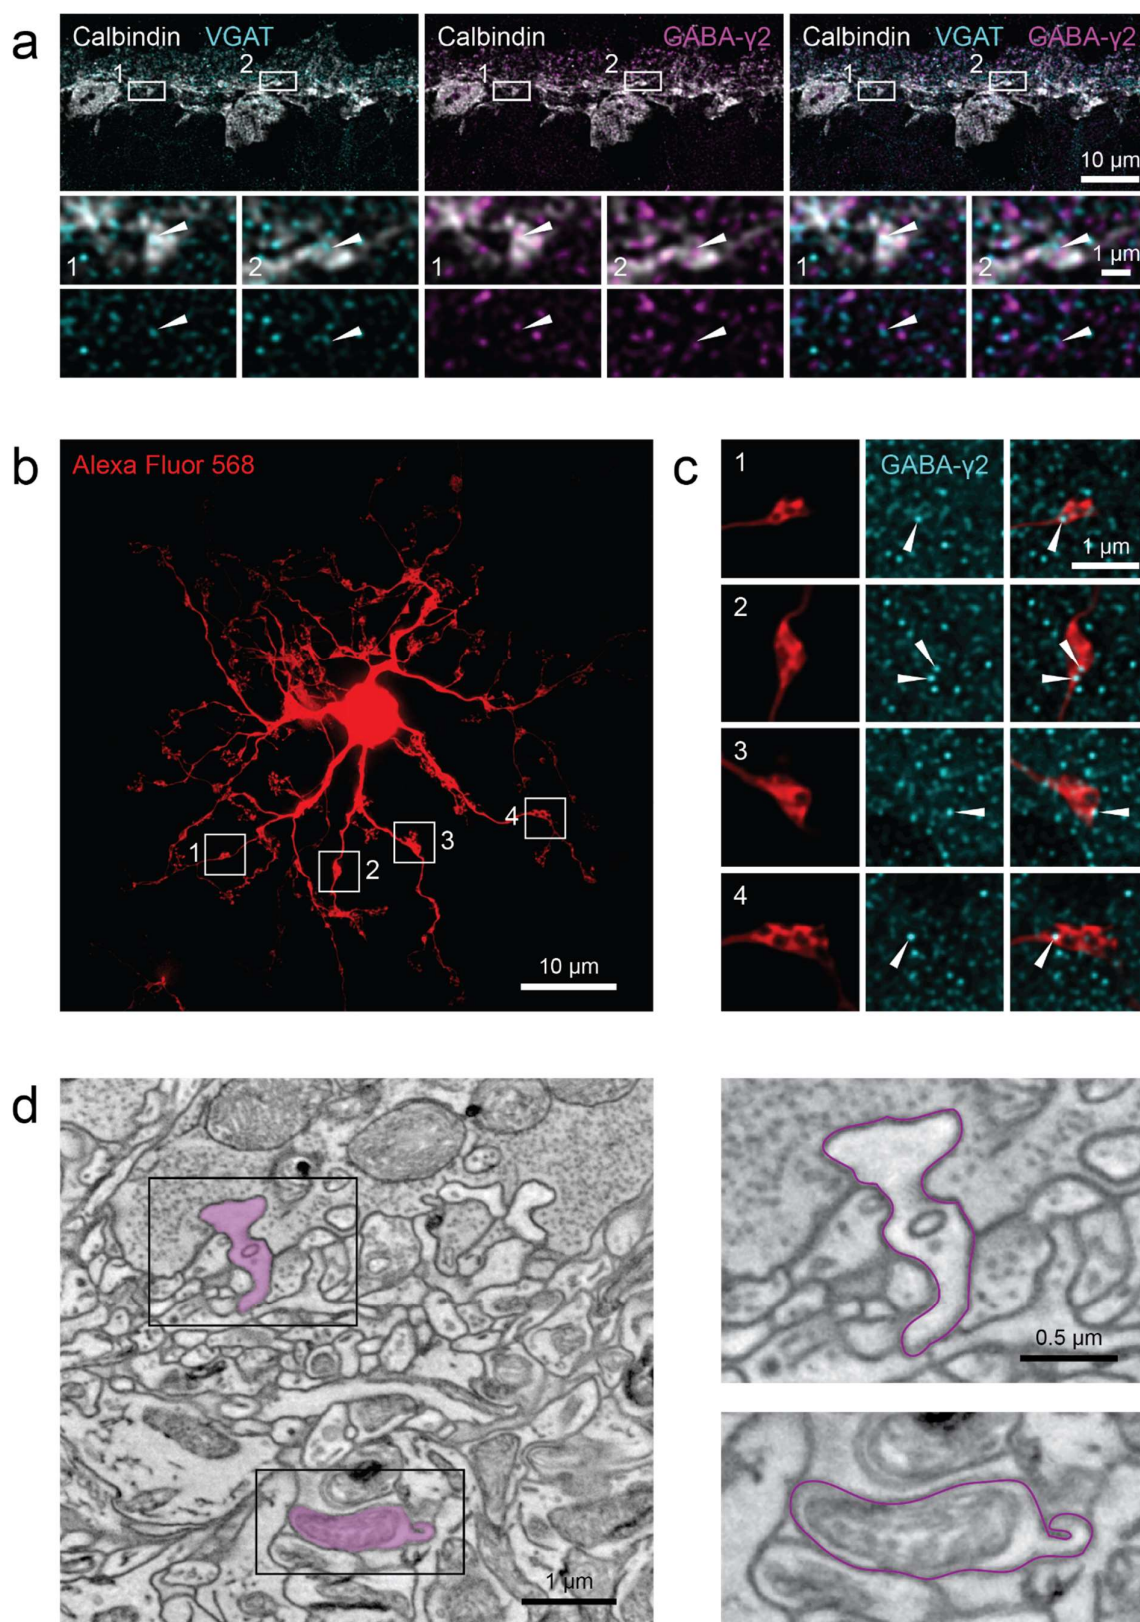 a
Calbindin VGAT
1
2
Calbindin GABA-γ2
1
2
Calbindin VGAT GABA-γ2
1
2
10 µm
1
2
1
2
1
2
1 µm
b
Alexa Fluor 568
1
2
3
4
10 µm
c
1
GABA-γ2
1 µm
2
3
4
d
1 µm
0.5 µm